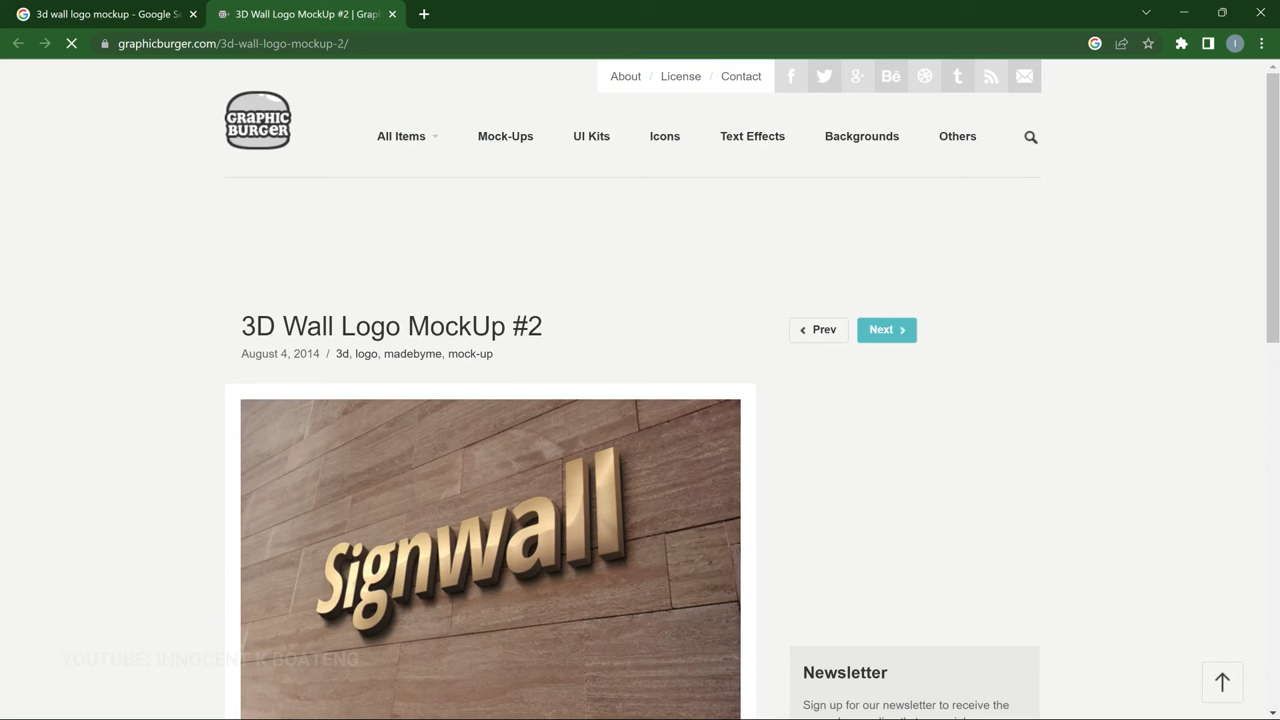 3d wall logo mockup - Google Se
3D Wall Logo MockUp #2 | Grap
graphicburger.com/3d-wall-logo-mockup-2/
I
About / License / Contact
GRAPHIC
BURGER
All Items
Mock-Ups
UI Kits
Icons
Text Effects
Backgrounds
Others
3D Wall Logo MockUp #2
Prev
Next
August 4, 2014 / 3d, logo, madebyme, mock-up
Signwall
YOUTUBE: INNOCENT K BOATENG
Newsletter
Sign up for our newsletter to receive the